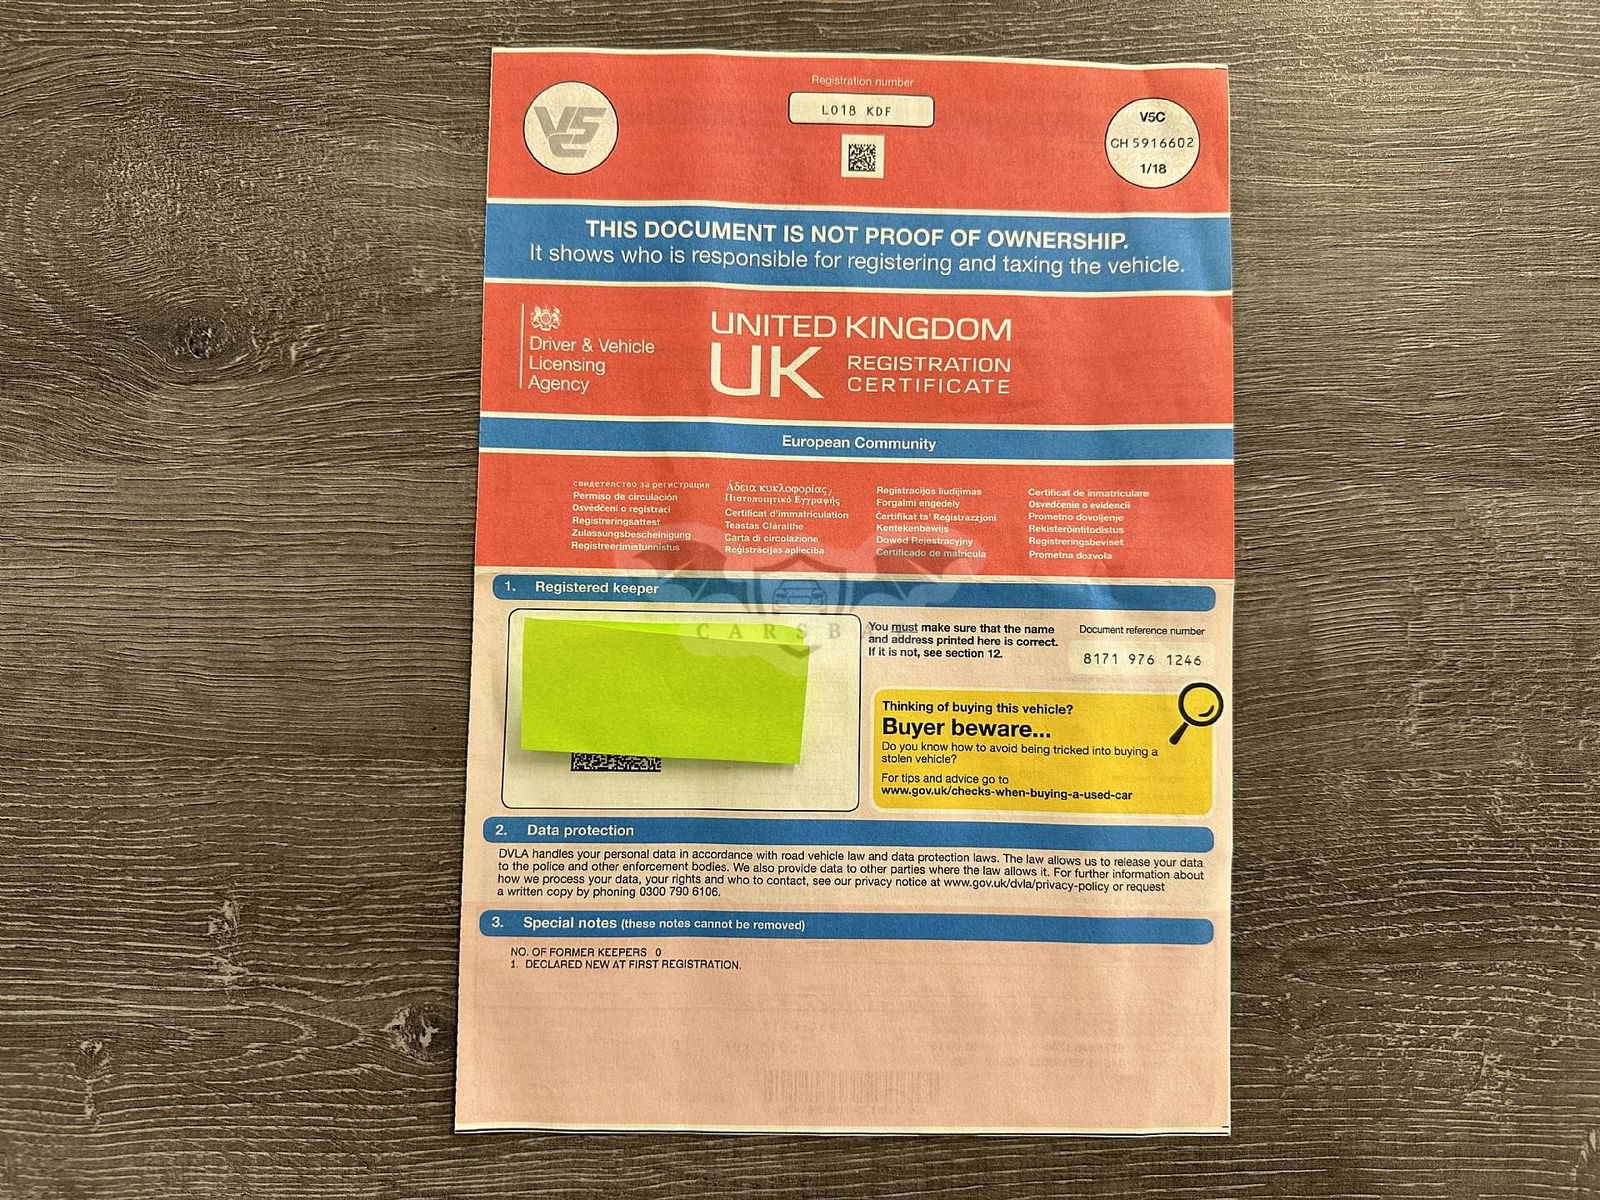 Registration number
LO18 KDF
V5C
V5C
CH 5916602
1/18
THIS DOCUMENT IS NOT PROOF OF OWNERSHIP.
It shows who is responsible for registering and taxing the vehicle.
Driver & Vehicle
Licensing
Agency
UNITED KINGDOM
UK REGISTRATION
CERTIFICATE
European Community
свидетелство за регистрация
Permiso de circulación
Osvědčení o registraci
Registreringsattest
Zulassungsbescheinigung
Registreerimistunnistus
Άδεια κυκλοφορίας/
Πιστοποιητικό Εγγραφής
Certificat d'immatriculation
Teastas Cláraithe
Carta di circolazione
Reģistrācijas apliecība
Registracijos liudijimas
Forgalmi engedély
Ċertifikat ta' Reġistrazzjoni
Kentekenbewijs
Dowód Rejestracyjny
Certificado de matrícula
Certificat de inmatriculare
Osvedčenie o evidencii
Prometno dovoljenje
Rekisteröintitodistus
Registreringsbeviset
Prometna dozvola
1. Registered keeper
CARSBA
You must make sure that the name
and address printed here is correct.
If it is not, see section 12.
Document reference number
8171 976 1246
Thinking of buying this vehicle?
Buyer beware...
Do you know how to avoid being tricked into buying a
stolen vehicle?
For tips and advice go to
www.gov.uk/checks-when-buying-a-used-car
2. Data protection
DVLA handles your personal data in accordance with road vehicle law and data protection laws. The law allows us to release your data
to the police and other enforcement bodies. We also provide data to other parties where the law allows it. For further information about
how we process your data, your rights and who to contact, see our privacy notice at www.gov.uk/dvla/privacy-policy or request
a written copy by phoning 0300 790 6106.
3. Special notes (these notes cannot be removed)
NO. OF FORMER KEEPERS 0
1. DECLARED NEW AT FIRST REGISTRATION.